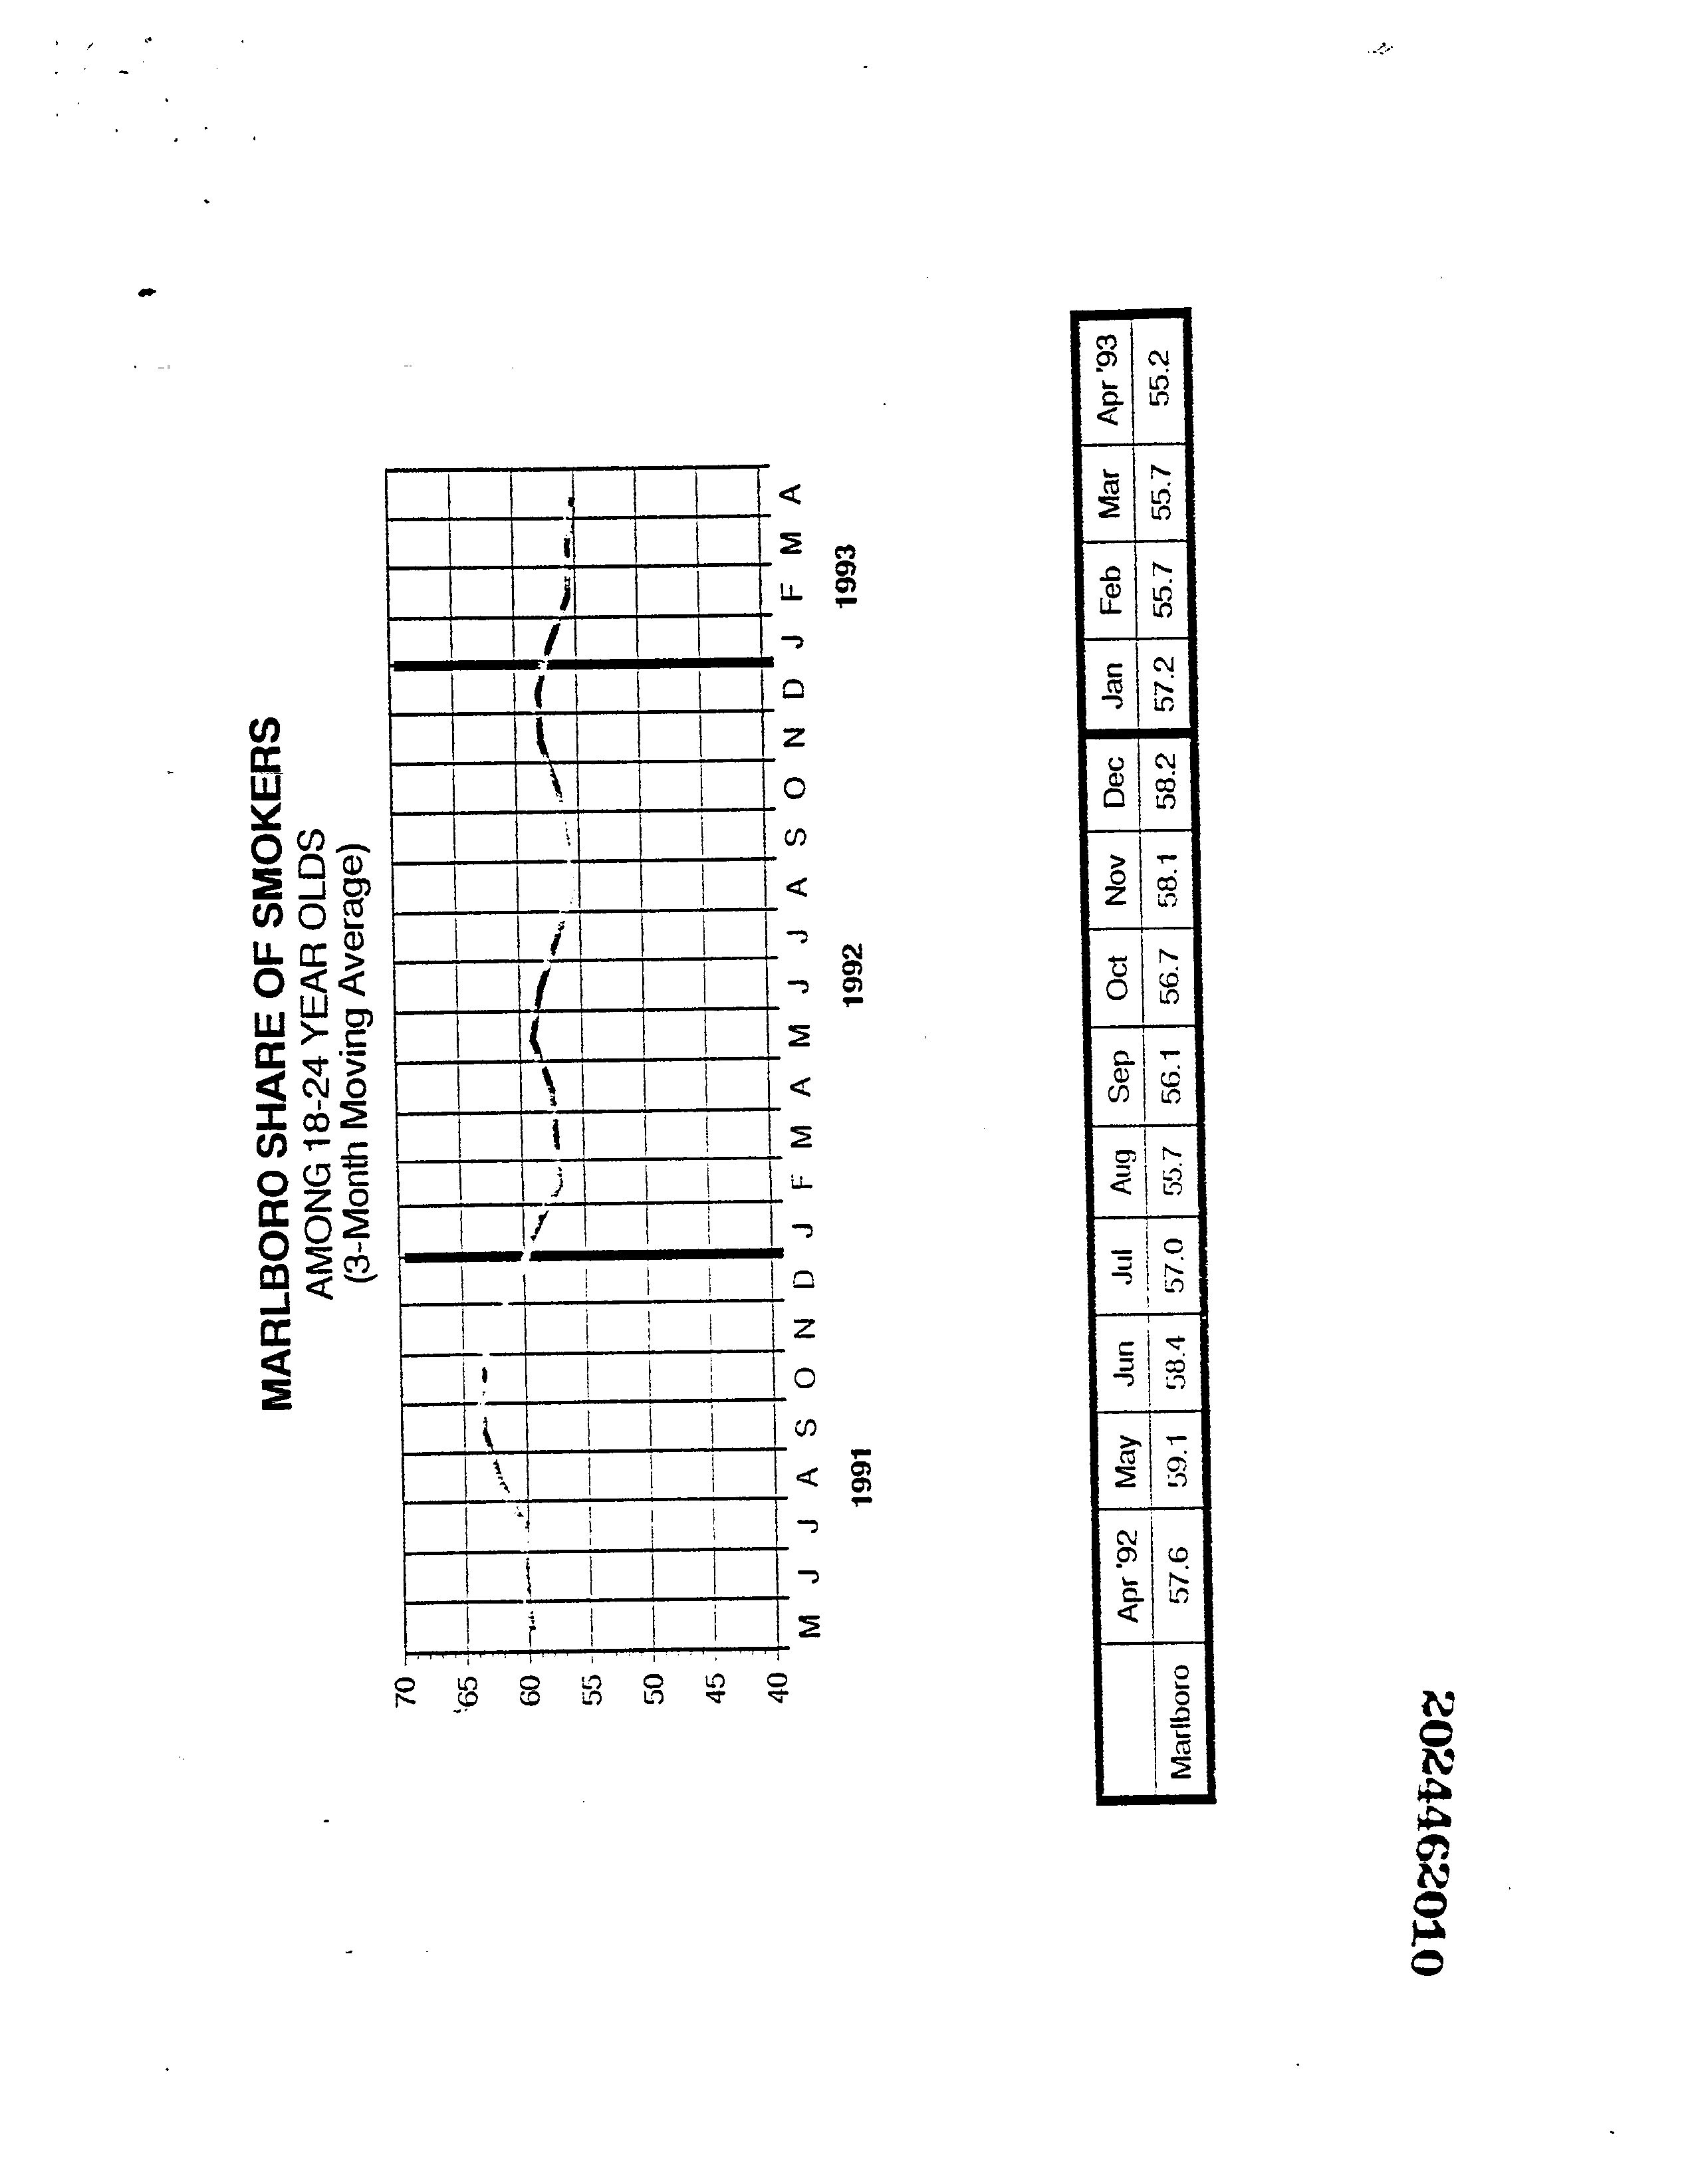 MARLBORO SHARE OF SMOKERS
AMONG 18-24 YEAR OLDS
(3-Month Moving Average)
70
65
60
55
50
45
40
M J J A S O N D J F M A M J J A S O N D J F M A
1991 1992 1993
Apr '92 May Jun Jul Aug Sep Oct Nov Dec Jan Feb Mar Apr '93
Marlboro 57.6 59.1 58.4 57.0 55.7 56.1 56.7 58.1 58.2 57.2 55.7 55.7 55.2
2024462010